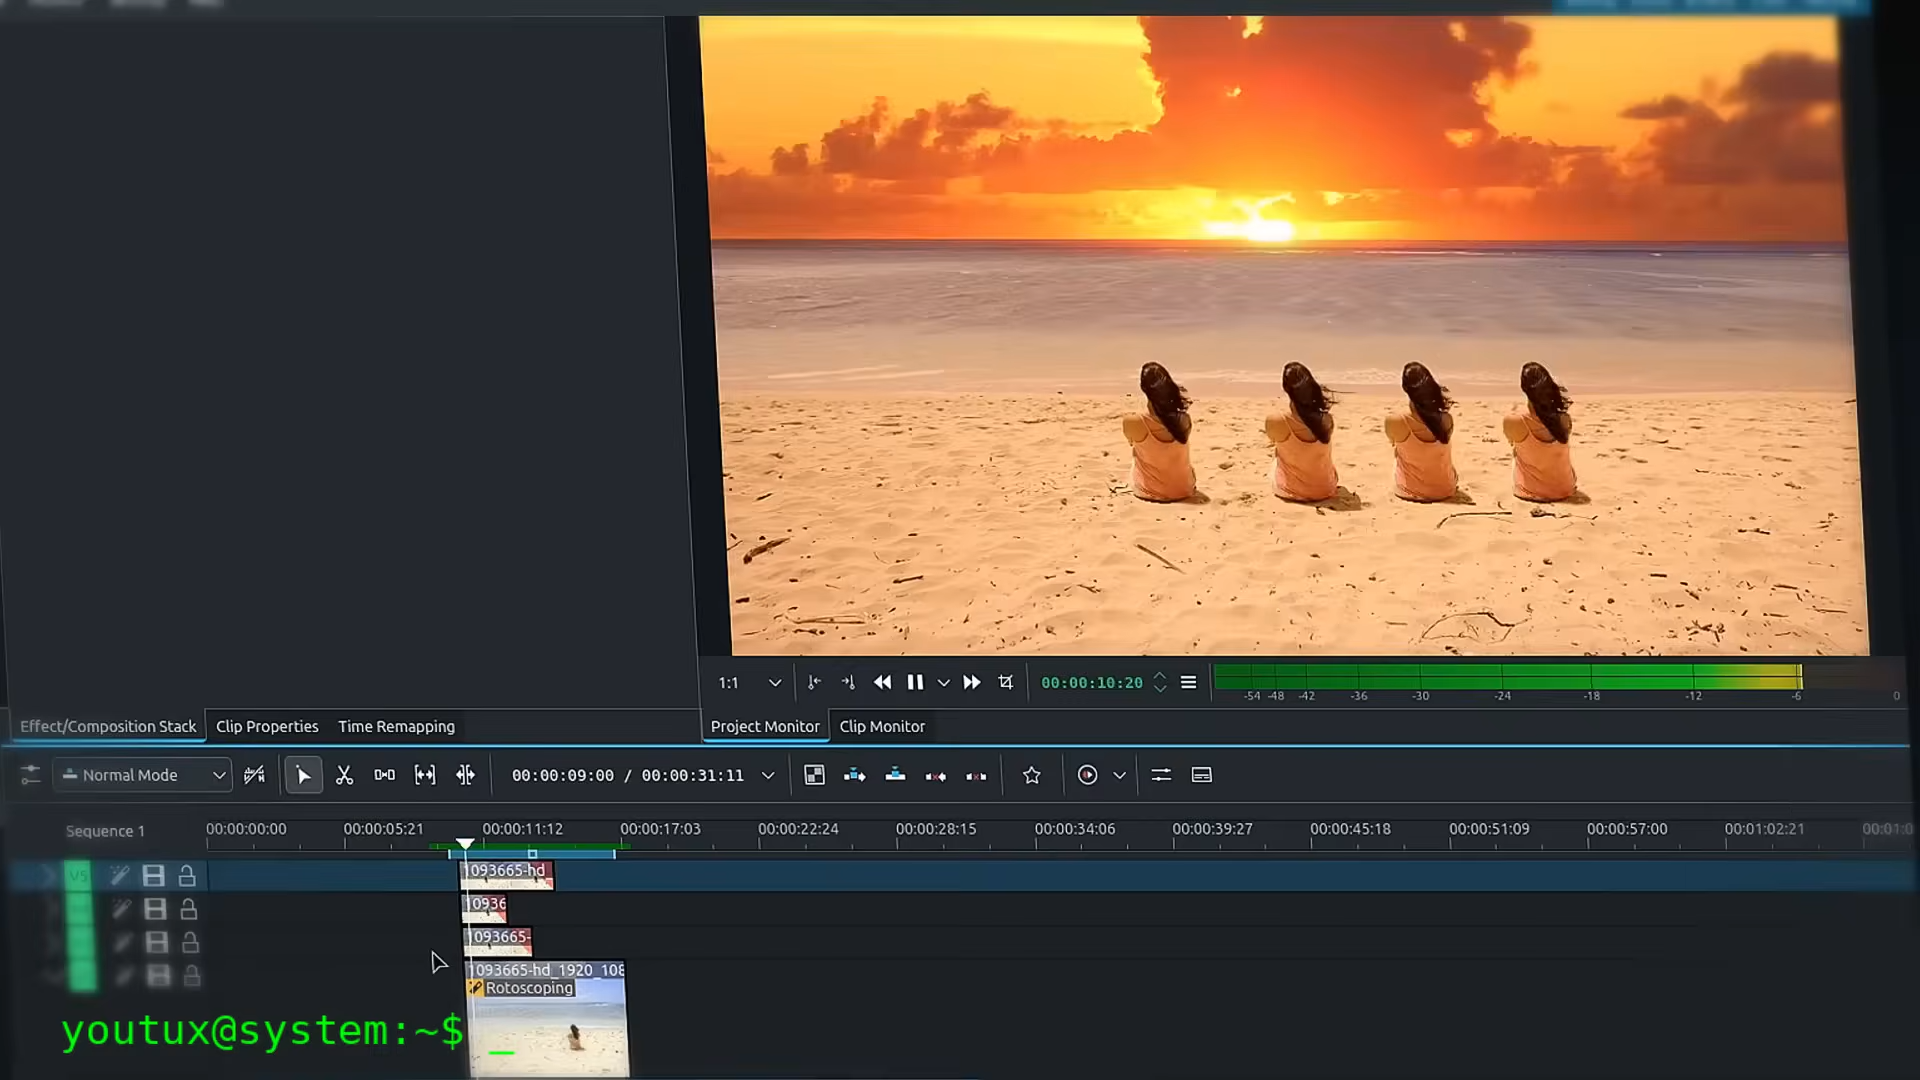 1:1
00:00:10:20
-54 -48 -42 -36 -30 -24 -18 -12 -6 0
Effect/Composition Stack Clip Properties Time Remapping
Project Monitor Clip Monitor
Normal Mode
00:00:09:00 / 00:00:31:11
Sequence 1
00:00:00:00 00:00:05:21 00:00:11:12 00:00:17:03 00:00:22:24 00:00:28:15 00:00:34:06 00:00:39:27 00:00:45:18 00:00:51:09 00:00:57:00 00:01:02:21 00:01:0
V5
1093665-hd
10936
1093665-
1093665-hd_1920_108
Rotoscoping
youtux@system:~$ _